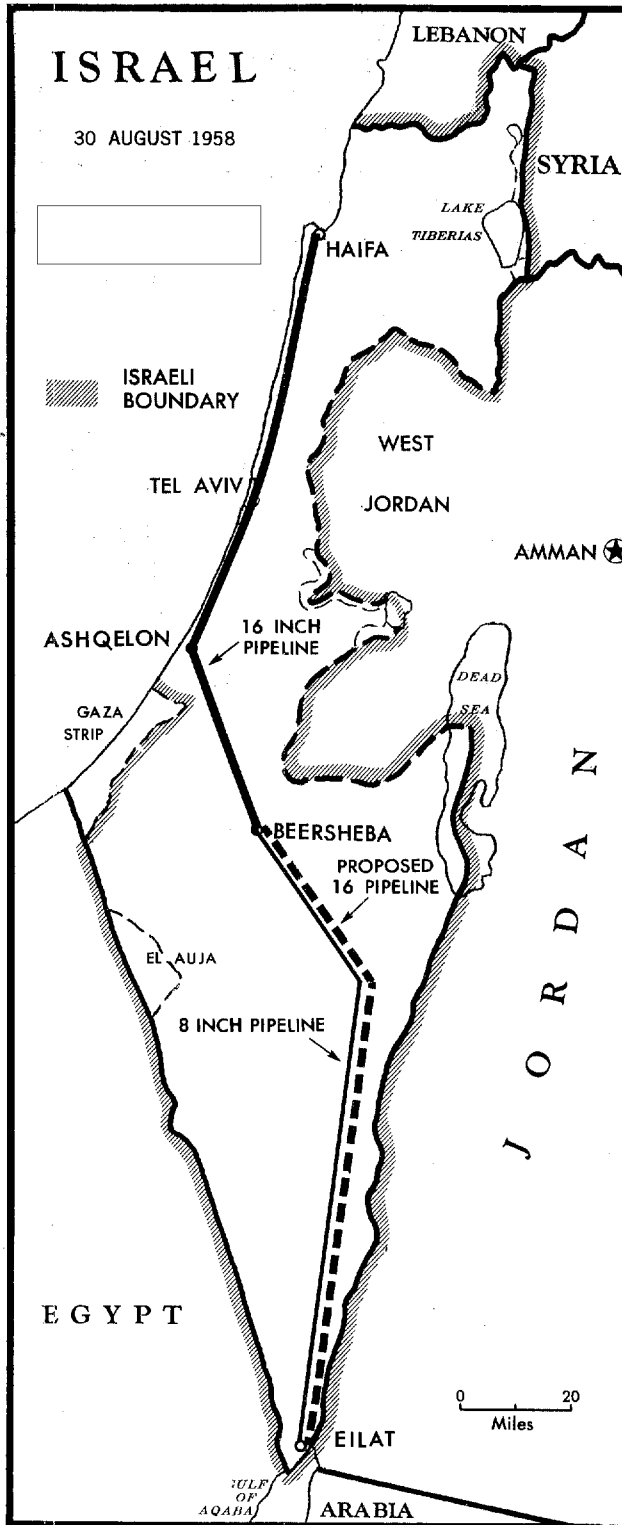 LEBANON
ISRAEL
30 AUGUST 1958
SYRIA
LAKE
TIBERIAS
HAIFA
ISRAELI
BOUNDARY
WEST
TEL AVIV
JORDAN
AMMAN
16 INCH
PIPELINE
ASHQELON
DEAD
SEA
GAZA
STRIP
JORDAN
BEERSHEBA
PROPOSED
16 PIPELINE
EL AUJA
8 INCH PIPELINE
EGYPT
0 20
Miles
EILAT
GULF
OF
AQABA
ARABIA